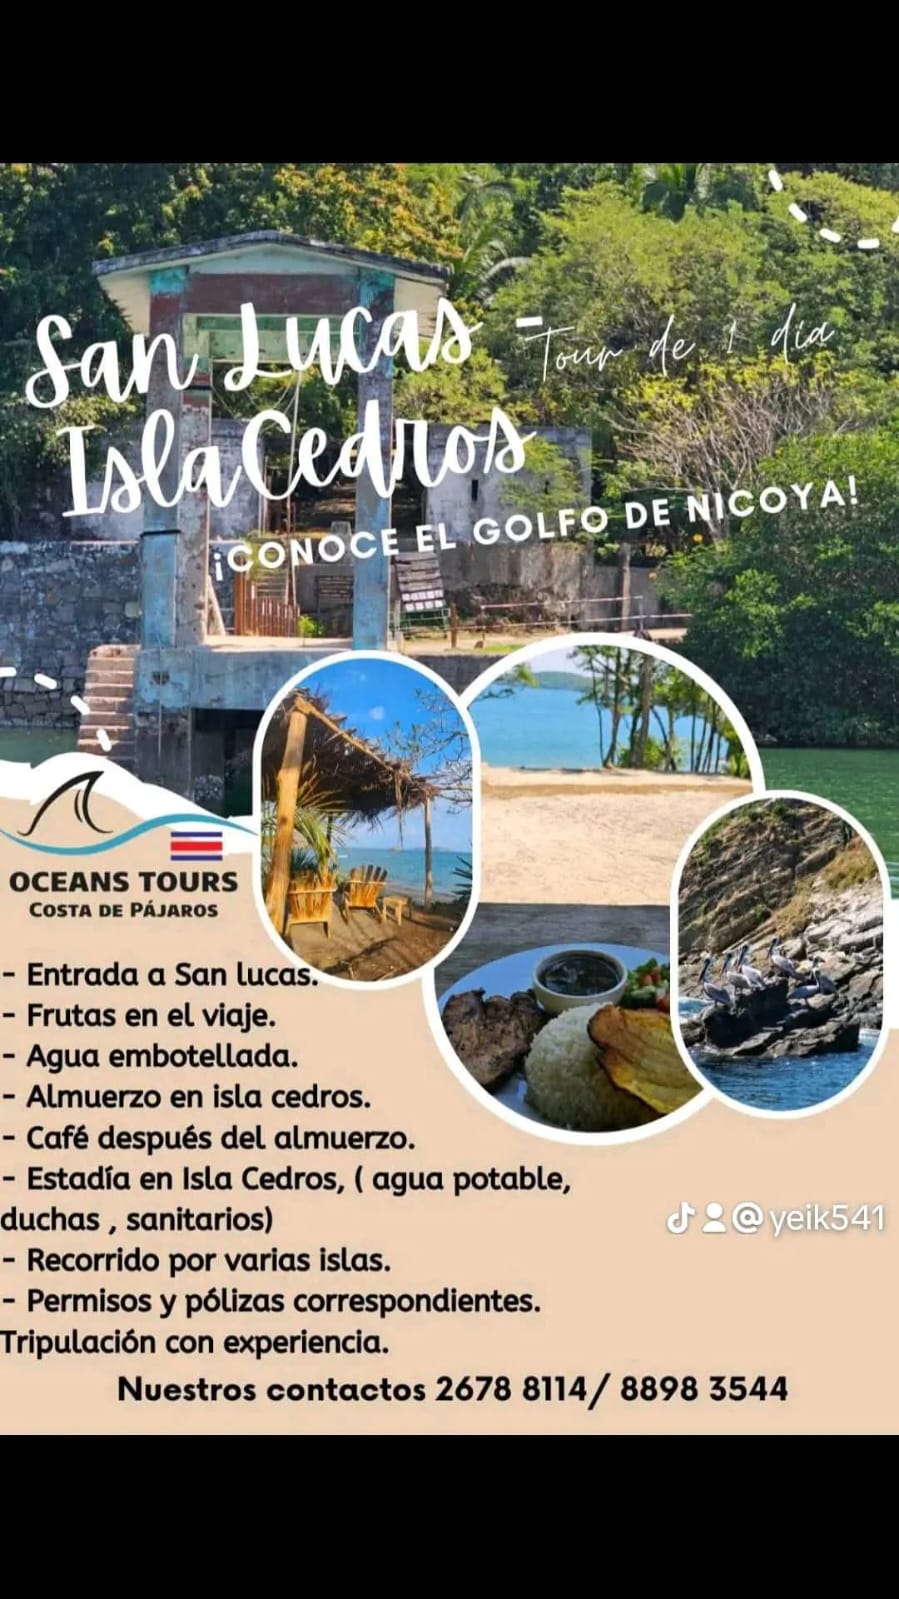 San Lucas -
Tour de 1 día
Isla Cedros
¡CONOCE EL GOLFO DE NICOYA!
OCEANS TOURS
COSTA DE PÁJAROS
- Entrada a San lucas.
- Frutas en el viaje.
- Agua embotellada.
- Almuerzo en isla cedros.
- Café después del almuerzo.
- Estadía en Isla Cedros, ( agua potable,
duchas , sanitarios)
@yeik541
- Recorrido por varias islas.
- Permisos y pólizas correspondientes.
Tripulación con experiencia.
Nuestros contactos 2678 8114/ 8898 3544